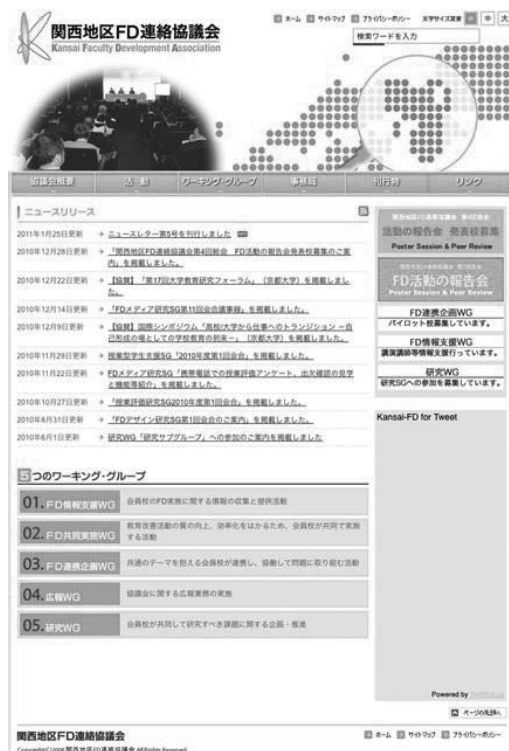 関西地区FD連絡協議会
Kansai Faculty Development Association
ホーム サイトマップ プライバシーポリシー 文字サイズ変更 小 中 大
検索ワードを入力
協議会概要 活動 ワーキング・グループ 事務局 刊行物 リンク
ニュースリリース
2011年1月25日更新 → ニュースレター第5号を刊行しました
2010年12月28日更新 → 「関西地区FD連絡協議会第4回総会 FD活動の報告会発表校募集のご案
内」を掲載しました。
2010年12月22日更新 → 【協賛】「第17回大学教育研究フォーラム」（京都大学）を掲載しまし
た。
2010年12月14日更新 → 「FDメディア研究SG第11回会合議事録」を掲載しました。
2010年12月9日更新 → 【協賛】国際シンポジウム「高校/大学から仕事へのトランジション －自
己形成の場としての学校教育の到来－」（京都大学）を掲載しました。
2010年11月29日更新 → 授業型学生支援SG「2010年度第1回会合」を掲載しました。
2010年11月22日更新 → FDメディア研究SG「携帯電話での授業評価アンケート、出欠確認の見学
と機能等紹介」を掲載しました。
2010年10月27日更新 → 「授業評価研究SG2010年度第1回会合」を掲載しました。
2010年8月31日更新 → 「FDデザイン研究SG第1回会合のご案内」を掲載しました。
2010年6月1日更新 → 研究WG「研究サブグループ」への参加のご案内を掲載しました
関西地区FD連絡協議会 第4回総会
活動の報告会 発表校募集
Poster Session & Peer Review
FD活動の報告会
Poster Session & Peer Review
FD連携企画WG
パイロット校募集しています。
FD情報支援WG
講演講師等情報支援行っています。
研究WG
研究SGへの参加を募集しています。
Kansai-FD for Tweet
5つのワーキング・グループ
01. FD情報支援WG 会員校のFD実施に関する情報の収集と提供活動
02. FD共同実施WG 教育改善活動の質の向上、効率化をはかるため、会員校が共同で実施
する活動
03. FD連携企画WG 共通のテーマを抱える会員校が連携し、協働して問題に取り組む活動
04. 広報WG 協議会に関する広報業務の実施
05. 研究WG 会員校が共同して研究すべき課題に関する企画・推進
Powered by
ページの先頭へ
関西地区FD連絡協議会
ホーム サイトマップ プライバシーポリシー
Copyright(C)2008 関西地区FD連絡協議会 AllRights Reserved.